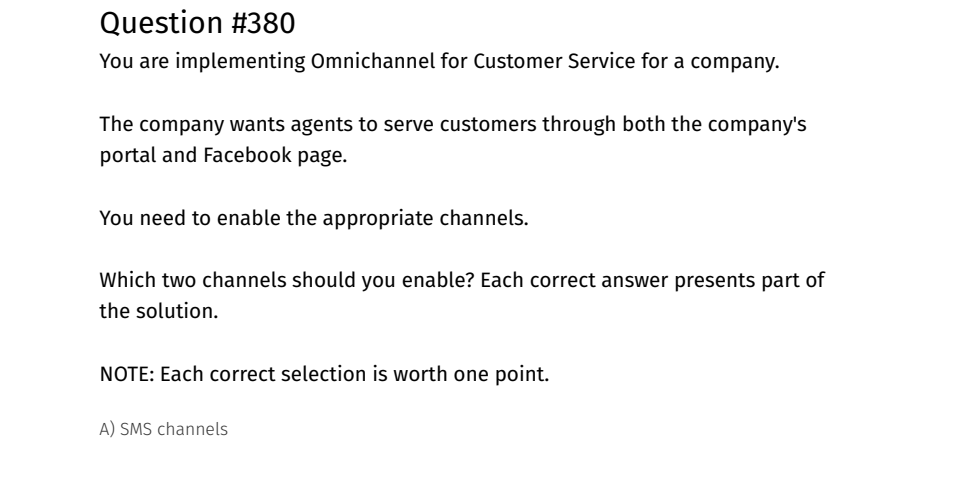 Question #380
You are implementing Omnichannel for Customer Service for a company.
The company wants agents to serve customers through both the company's
portal and Facebook page.
You need to enable the appropriate channels.
Which two channels should you enable? Each correct answer presents part of
the solution.
NOTE: Each correct selection is worth one point.
A) SMS channels